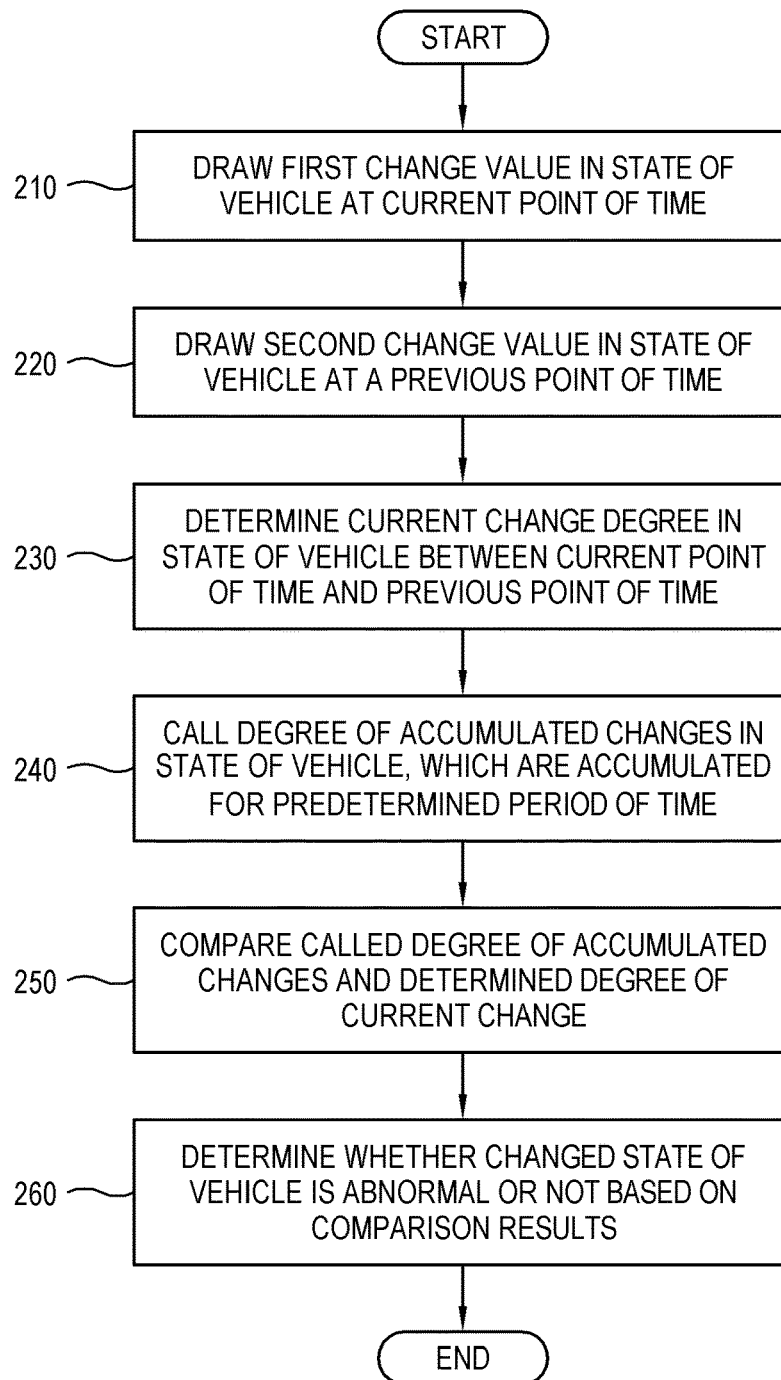 START
210
DRAW FIRST CHANGE VALUE IN STATE OF
VEHICLE AT CURRENT POINT OF TIME
220
DRAW SECOND CHANGE VALUE IN STATE OF
VEHICLE AT A PREVIOUS POINT OF TIME
230
DETERMINE CURRENT CHANGE DEGREE IN
STATE OF VEHICLE BETWEEN CURRENT POINT
OF TIME AND PREVIOUS POINT OF TIME
240
CALL DEGREE OF ACCUMULATED CHANGES IN
STATE OF VEHICLE, WHICH ARE ACCUMULATED
FOR PREDETERMINED PERIOD OF TIME
250
COMPARE CALLED DEGREE OF ACCUMULATED
CHANGES AND DETERMINED DEGREE OF
CURRENT CHANGE
260
DETERMINE WHETHER CHANGED STATE OF
VEHICLE IS ABNORMAL OR NOT BASED ON
COMPARISON RESULTS
END